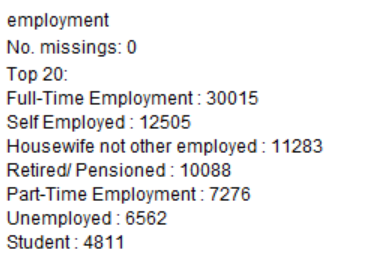 employment
No. missings: 0
Top 20:
Full-Time Employment : 30015
Self Employed : 12505
Housewife not other employed : 11283
Retired/ Pensioned : 10088
Part-Time Employment : 7276
Unemployed : 6562
Student : 4811